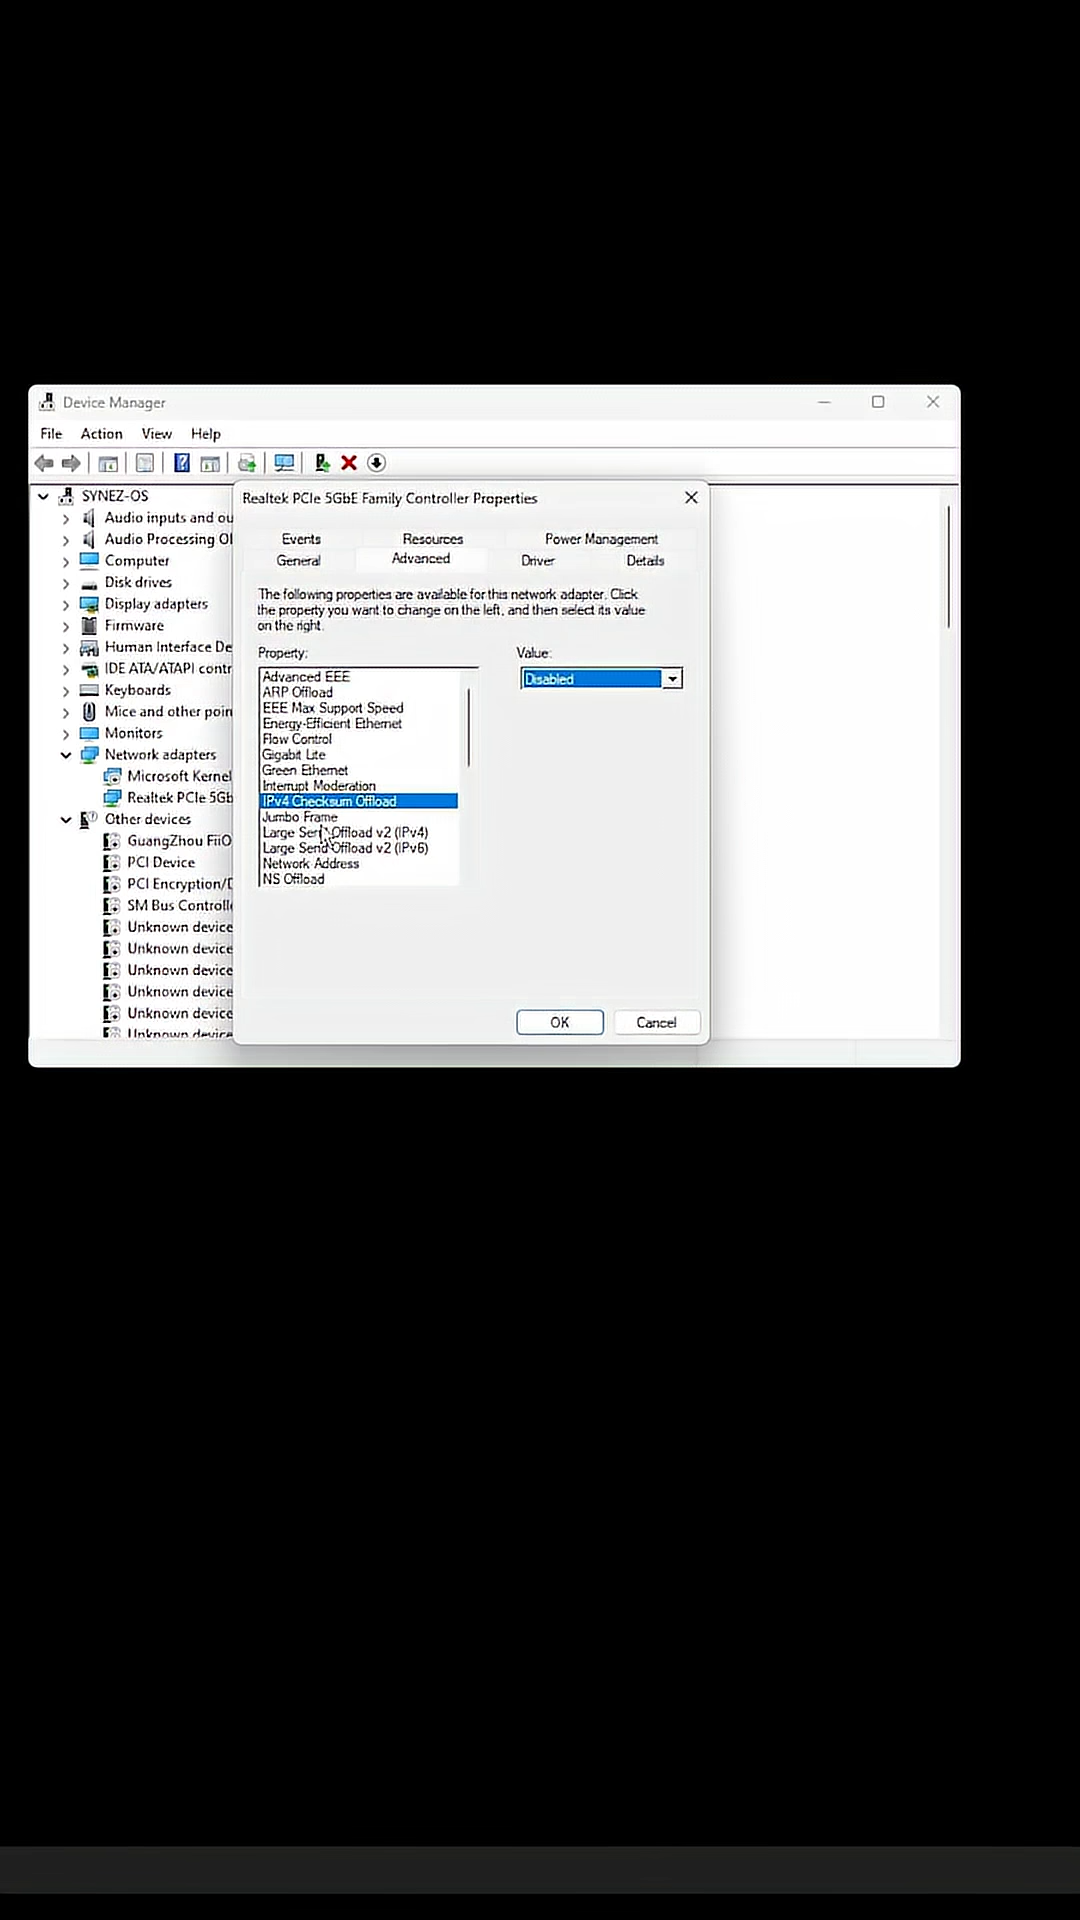 Device Manager
File Action View Help
SYNEZ-OS
Audio inputs and ou
Audio Processing Ol
Computer
Disk drives
Display adapters
Firmware
Human Interface De
IDE ATA/ATAPI contr
Keyboards
Mice and other poin
Monitors
Network adapters
Microsoft Kernel
Realtek PCIe 5Gb
Other devices
GuangZhou FiiO
PCI Device
PCI Encryption/D
SM Bus Controlle
Unknown device
Unknown device
Unknown device
Unknown device
Unknown device
Unknown device
Realtek PCIe 5GbE Family Controller Properties
Events Resources Power Management
General Advanced Driver Details
The following properties are available for this network adapter. Click
the property you want to change on the left, and then select its value
on the right.
Property: Value:
Disabled
Advanced EEE
ARP Offload
EEE Max Support Speed
Energy-Efficient Ethernet
Flow Control
Gigabit Lite
Green Ethernet
Interrupt Moderation
IPv4 Checksum Offload
Jumbo Frame
Large Send Offload v2 (IPv4)
Large Send Offload v2 (IPv6)
Network Address
NS Offload
OK Cancel